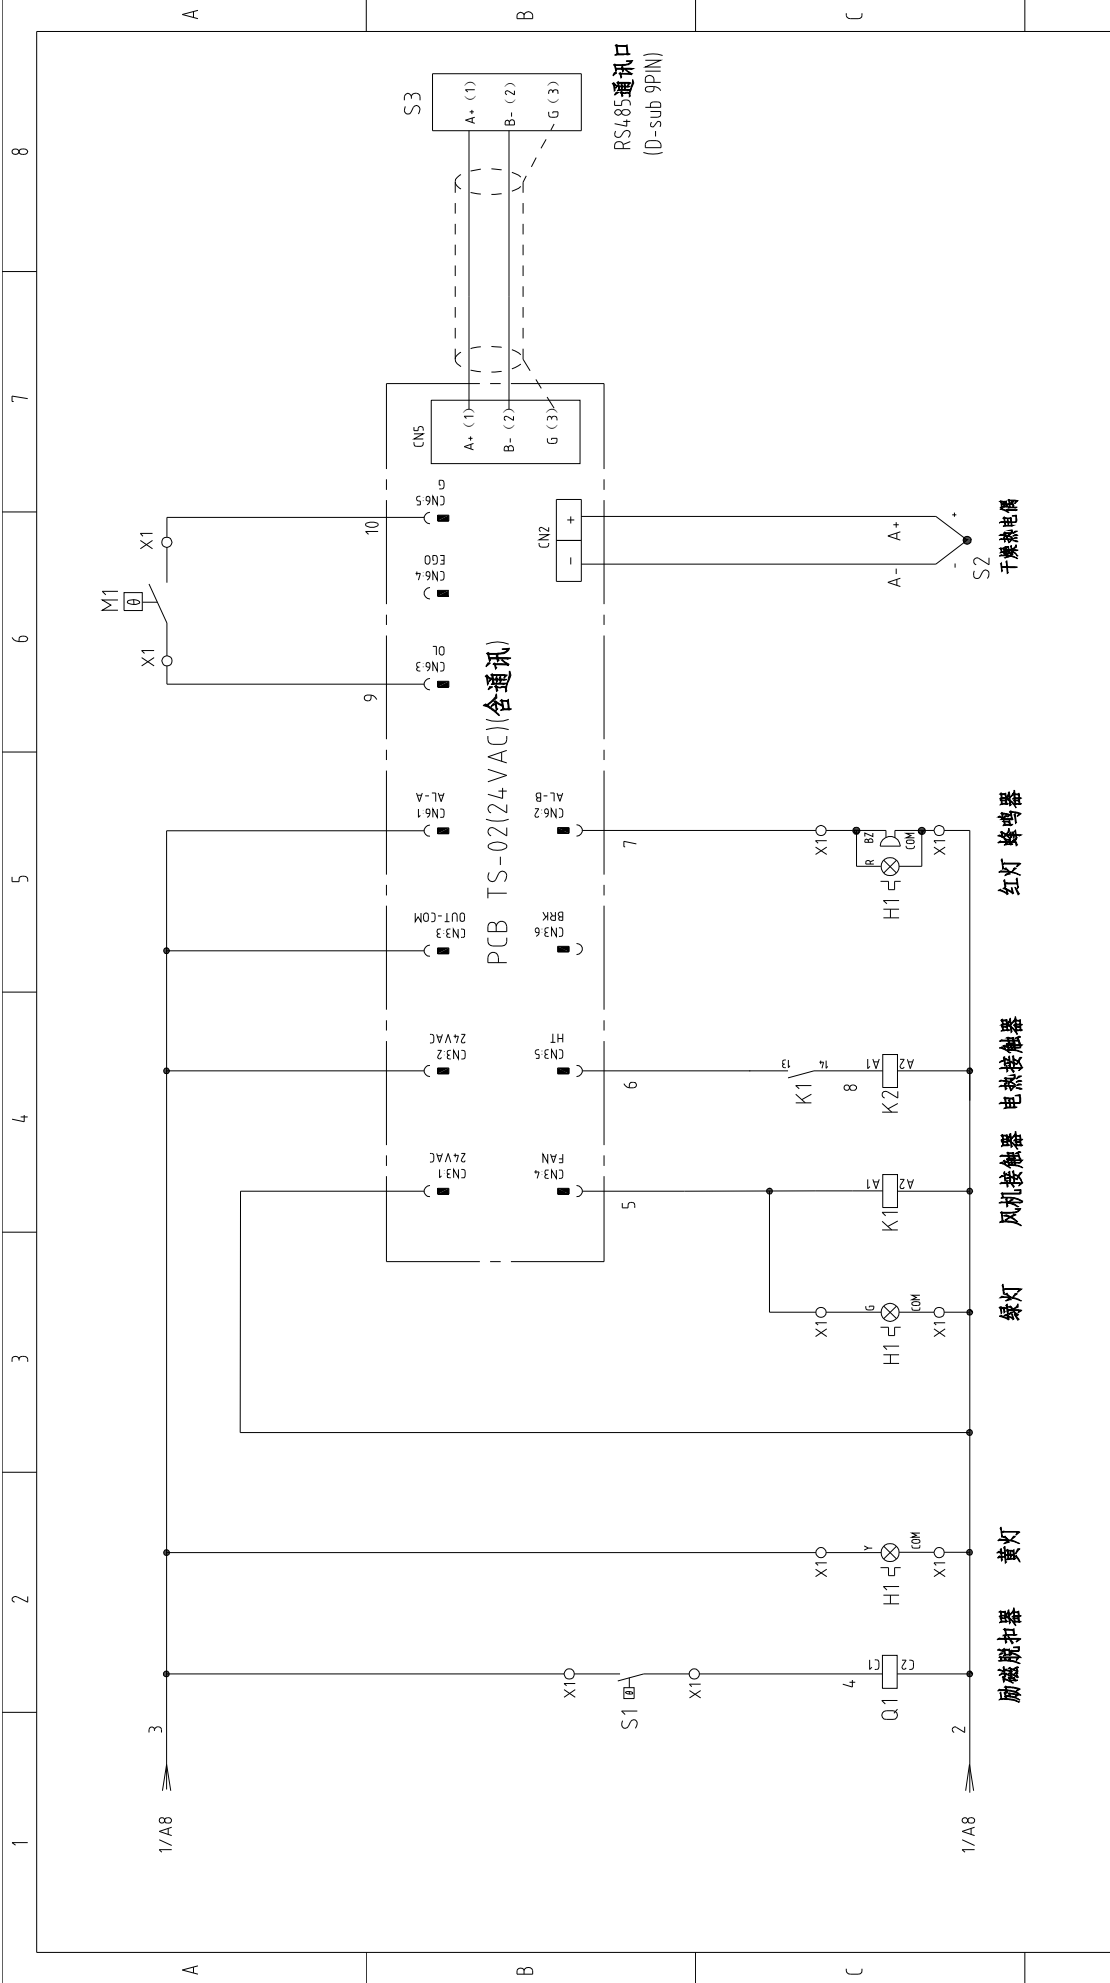 1
2
3
4
5
6
7
8
A
B
C
A
B
C
1/A8
3
1/A8
2
X1
S1
θ
X1
4
Q1
C1
C2
励磁脱扣器
X1
Y
H1
COM
X1
黄灯
X1
G
H1
COM
X1
绿灯
CN3:1
24VAC
CN3:4
FAN
5
K1
A1
A2
风机接触器
CN3:2
24VAC
CN3:5
HT
6
K1
13
14
8
K2
A1
A2
电热接触器
CN3:3
OUT-COM
CN3:6
BRK
CN6:1
AL-A
CN6:2
AL-B
7
X1
R
BZ
H1
COM
X1
红灯 蜂鸣器
PCB TS-02(24VAC)(含通讯)
M1
θ
X1
X1
9
10
CN6:3
OL
CN6:4
EGO
CN6:5
G
CN2
-
+
A-
A+
-
+
S2
干燥热电偶
CN5
A+ (1)
B- (2)
G (3)
S3
A+ (1)
B- (2)
G (3)
RS485通讯口
(D-sub 9PIN)